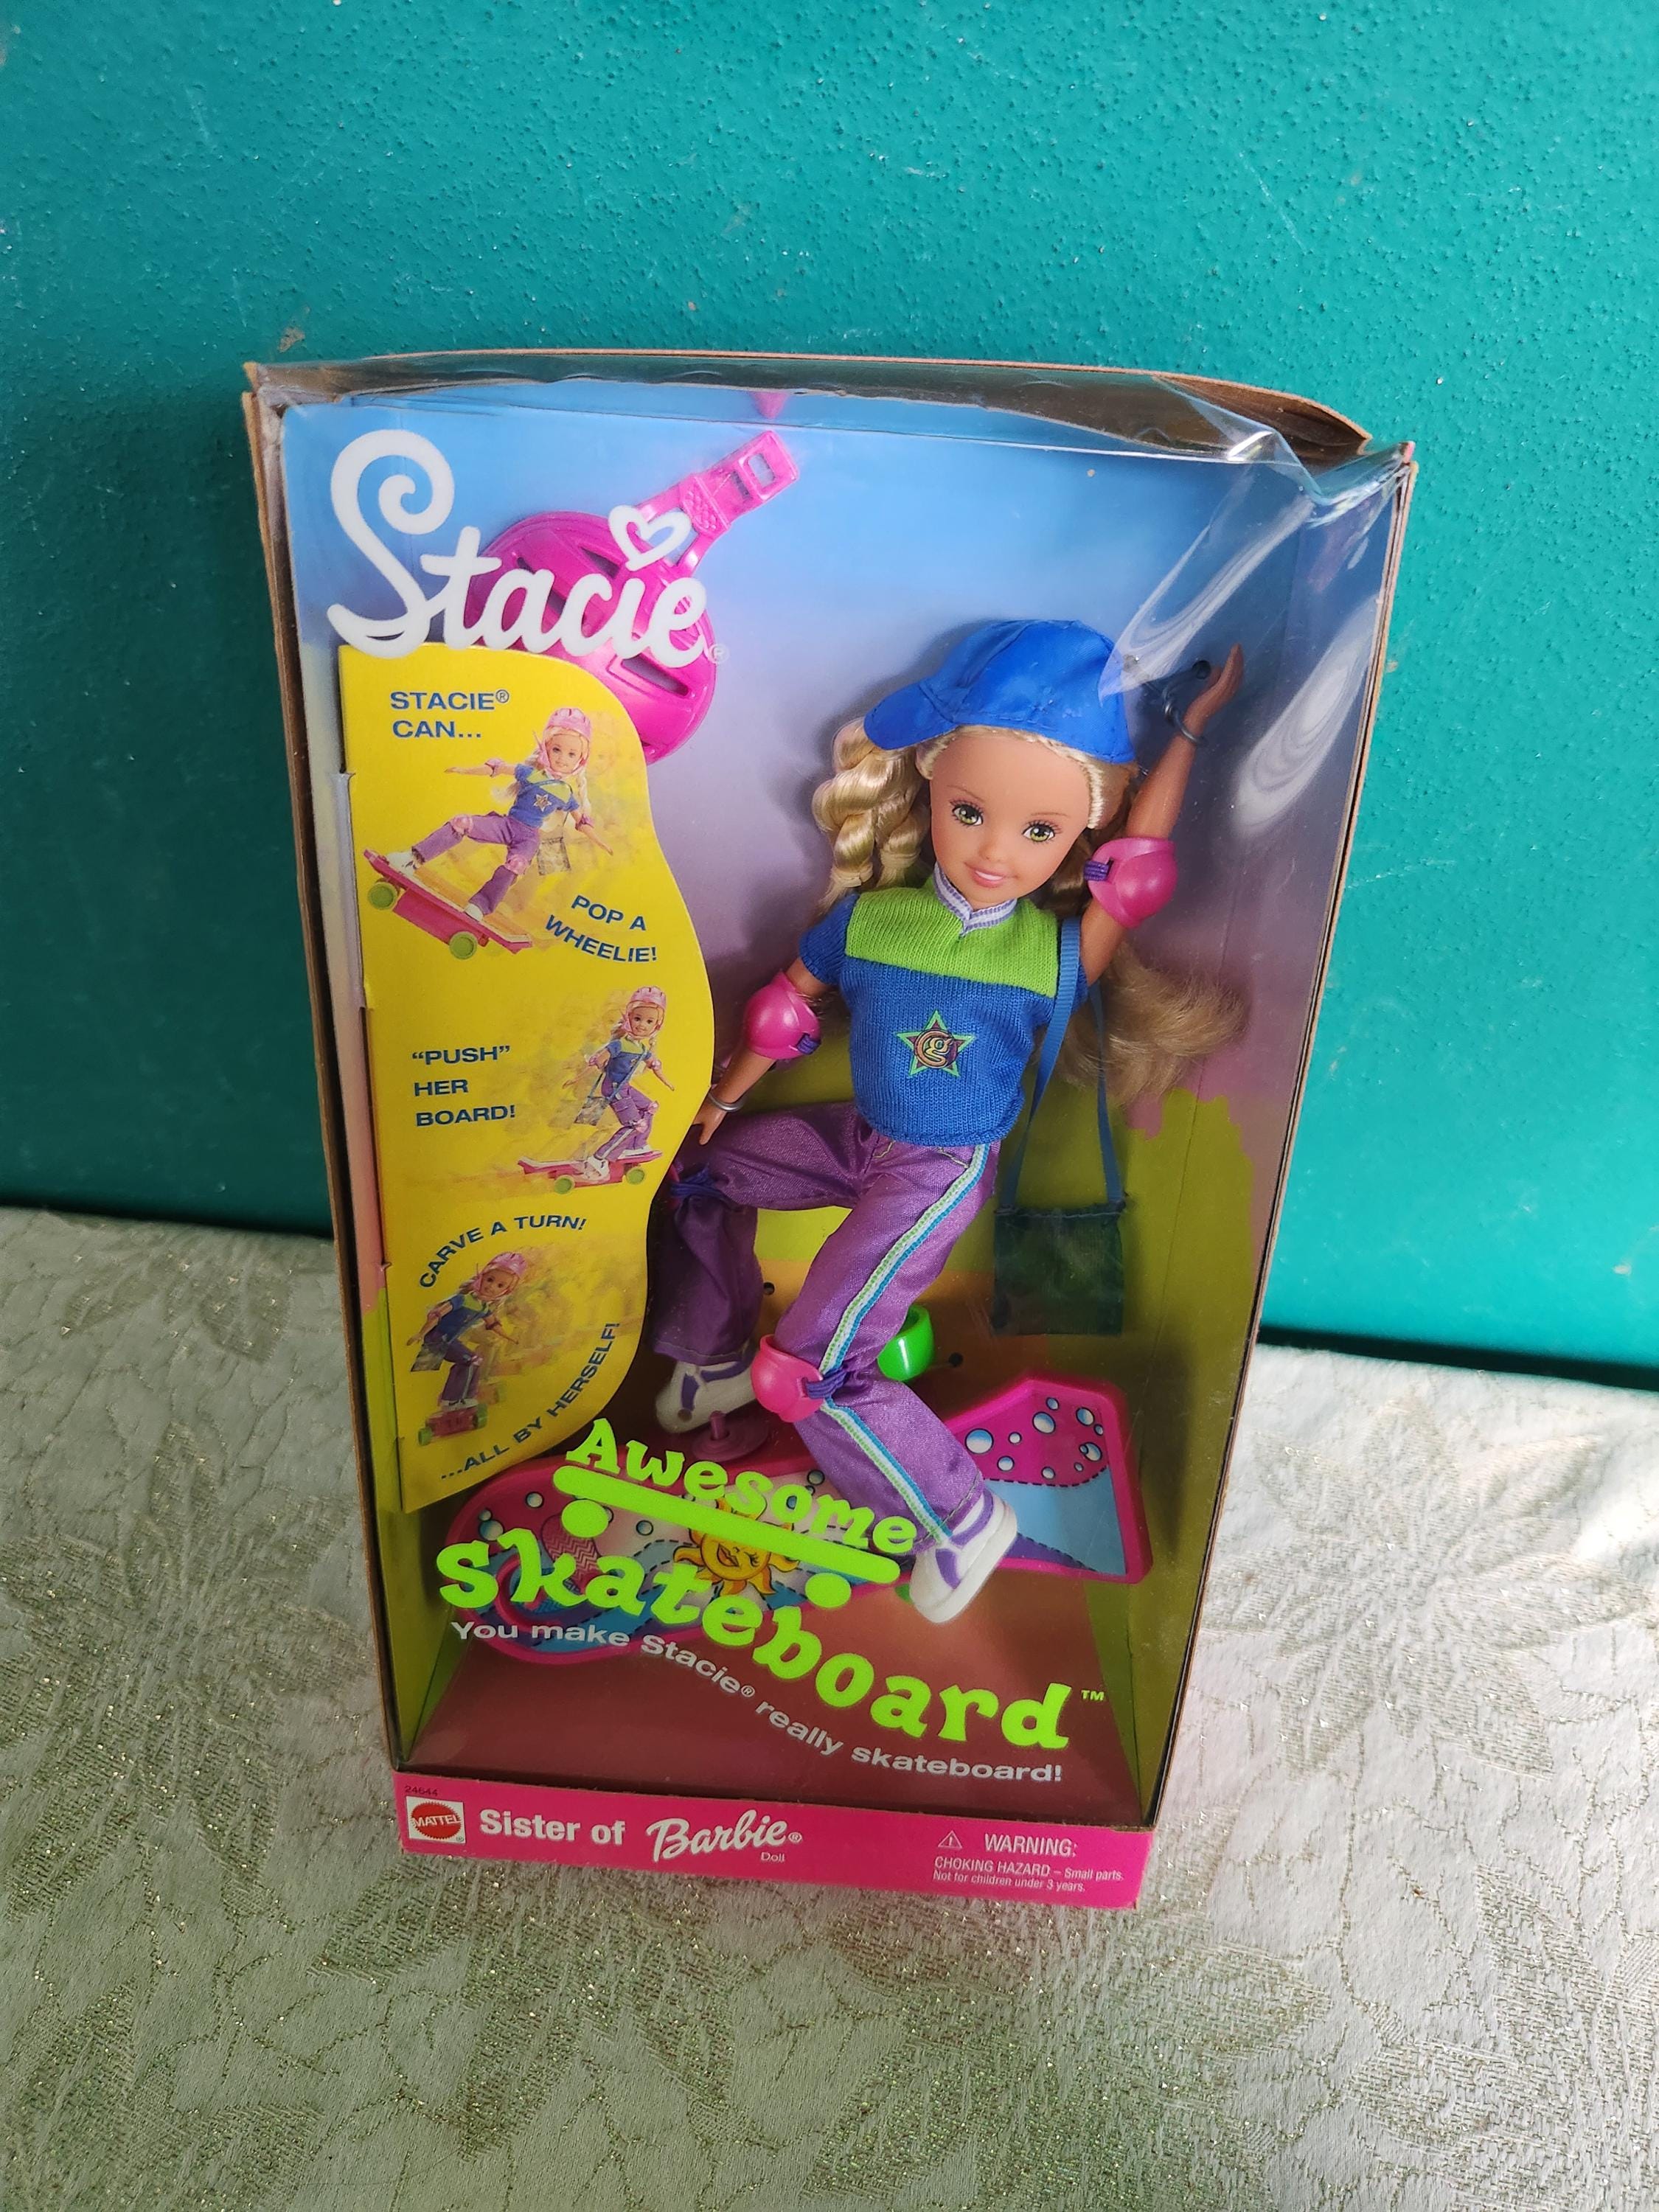 Stacie®
STACIE®
CAN...
POP A
WHEELIE!
“PUSH”
HER
BOARD!
CARVE A TURN!
...ALL BY HERSELF!
g
Awesome
Skateboard™
You make Stacie® really skateboard!
24644
MATTEL
Sister of Barbie®
Doll
⚠ WARNING:
CHOKING HAZARD – Small parts.
Not for children under 3 years.